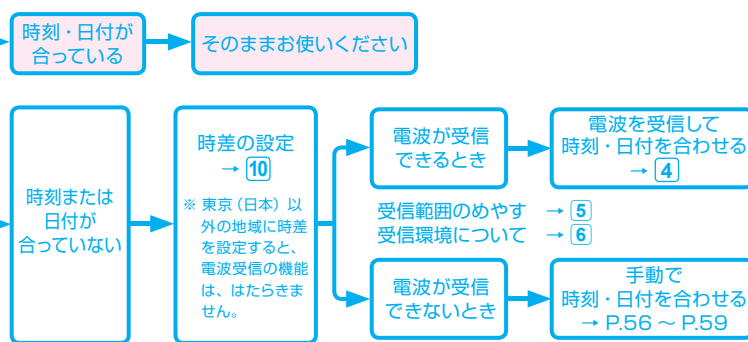 時刻・日付が
合っている
そのままお使いください
時刻または
日付が
合っていない
時差の設定
→ 10
※ 東京（日本）以
外の地域に時差
を設定すると、
電波受信の機能
は、はたらきま
せん。
電波が受信
できるとき
電波を受信して
時刻・日付を合わせる
→ 4
受信範囲のめやす → 5
受信環境について → 6
電波が受信
できないとき
手動で
時刻・日付を合わせる
→ P.56 ～ P.59